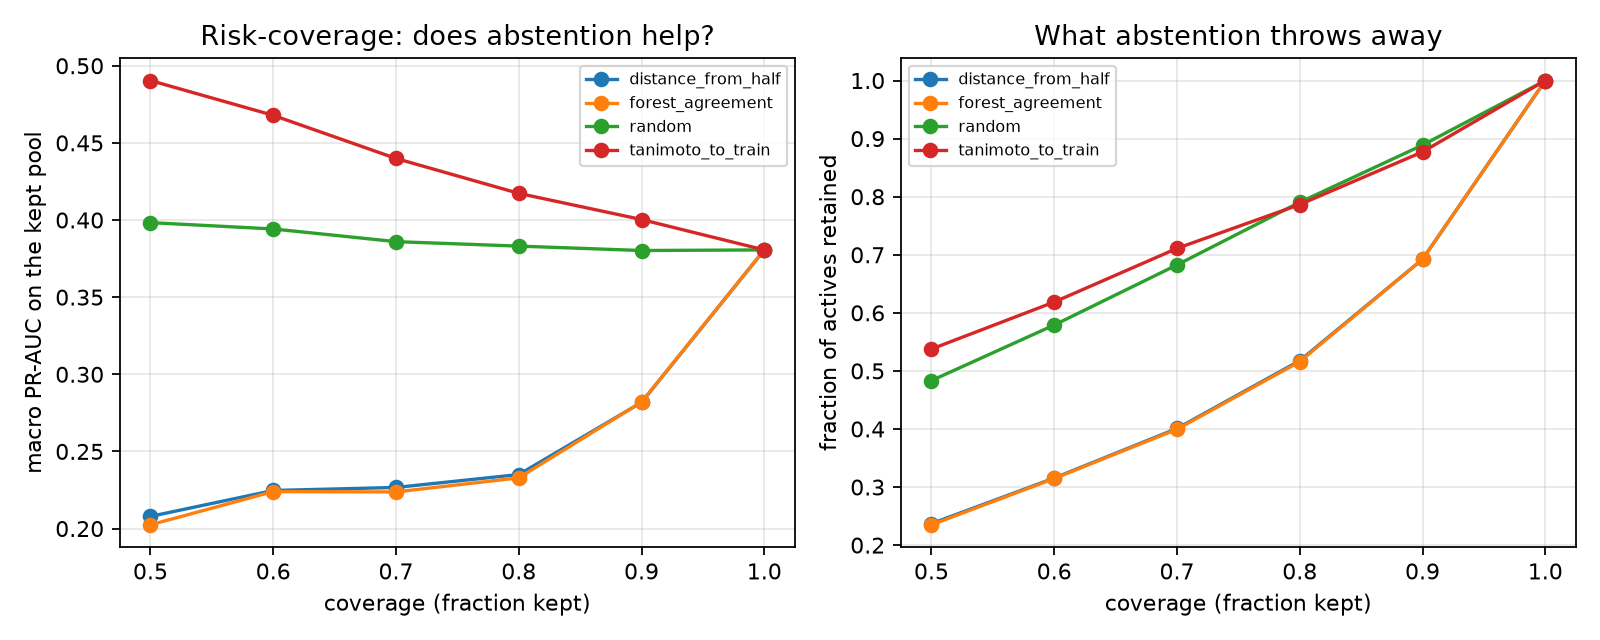 Risk-coverage: does abstention help?
macro PR-AUC on the kept pool
0.50
0.45
0.40
0.35
0.30
0.25
0.20
distance_from_half
forest_agreement
random
tanimoto_to_train
0.5 0.6 0.7 0.8 0.9 1.0
coverage (fraction kept)
What abstention throws away
fraction of actives retained
1.0
0.9
0.8
0.7
0.6
0.5
0.4
0.3
0.2
distance_from_half
forest_agreement
random
tanimoto_to_train
0.5 0.6 0.7 0.8 0.9 1.0
coverage (fraction kept)